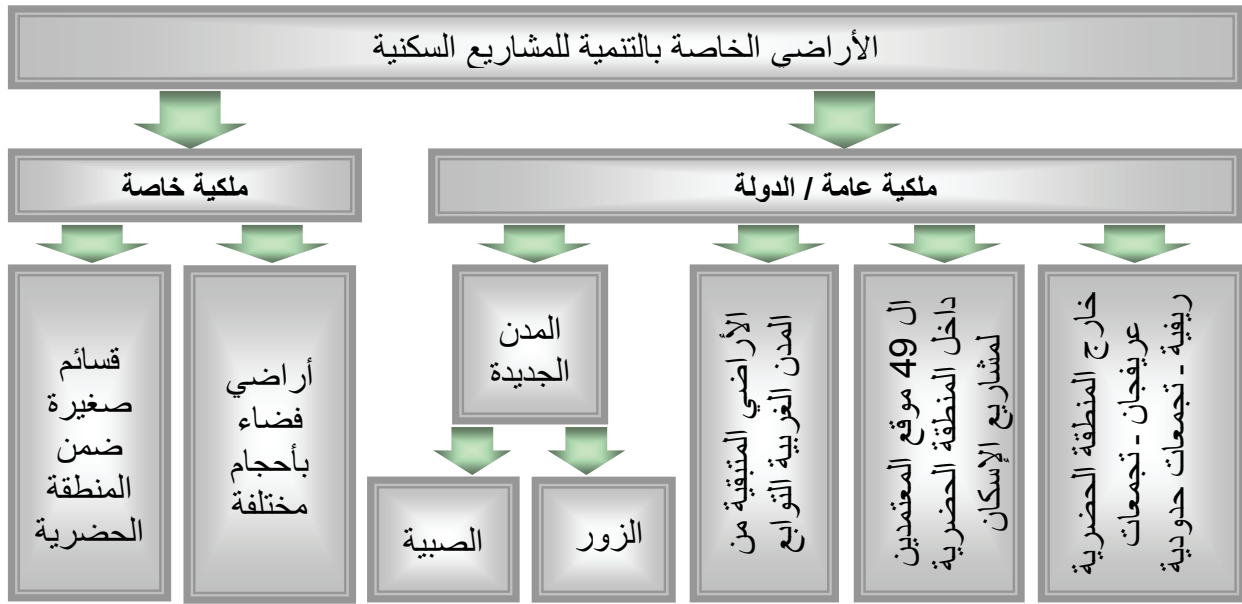 الأراضي الخاصة بالتنمية للمشاريع السكنية
ملكية عامة / الدولة
ملكية خاصة
خارج المنطقة الحضرية
عريفجان - تجمعات
ريفية - تجمعات حدودية
ال 49 موقع المعتمدين
داخل المنطقة الحضرية
لمشاريع الإسكان
الأراضي المتبقية من
المدن الغربية التوابع
المدن
الجديدة
الزور
الصبية
أراضي
فضاء
بأحجام
مختلفة
قسائم
صغيرة
ضمن
المنطقة
الحضرية